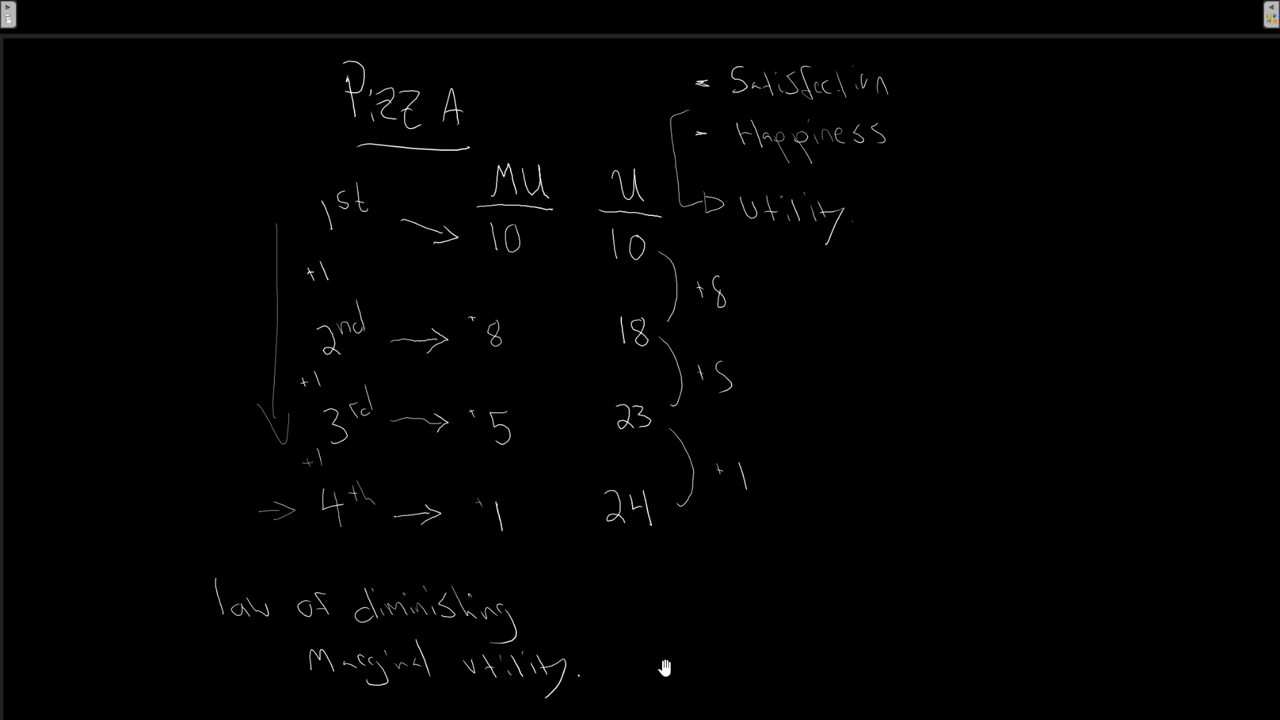 PizzA
- Satisfaction
- Happiness
→ Utility.
MU U
1st → 10 10
+1 +8
2nd → +8 18
+1 +5
3rd → +5 23
+1 +1
→ 4th → +1 24
law of diminishing
Marginal utility.